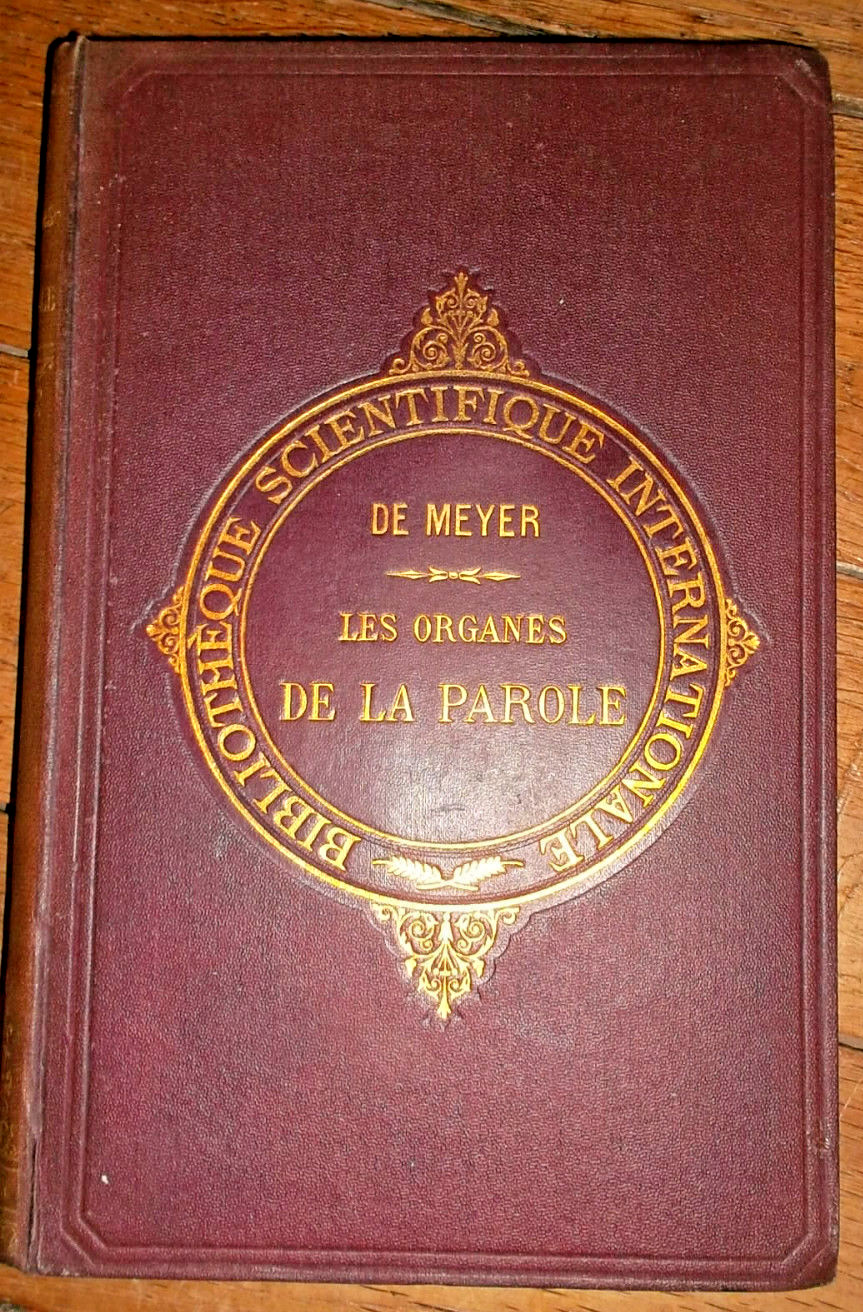 BIBLIOTHÈQUE SCIENTIFIQUE INTERNATIONALE
DE MEYER
LES ORGANES
DE LA PAROLE